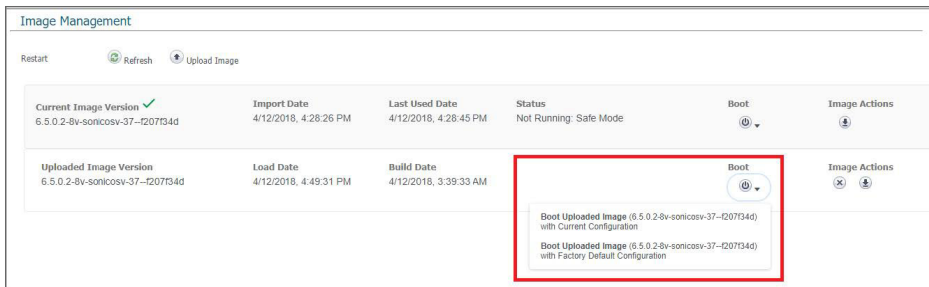 Image Management
Restart Refresh Upload Image
Current Image Version Import Date Last Used Date Status Boot Image Actions
6.5.0.2-8v-sonicosv-37--f207f34d 4/12/2018, 4:28:26 PM 4/12/2018, 4:28:45 PM Not Running: Safe Mode
Uploaded Image Version Load Date Build Date Boot Image Actions
6.5.0.2-8v-sonicosv-37--f207f34d 4/12/2018, 4:49:31 PM 4/12/2018, 3:39:33 AM
Boot Uploaded Image (6.5.0.2-8v-sonicosv-37--f207f34d)
with Current Configuration
Boot Uploaded Image (6.5.0.2-8v-sonicosv-37--f207f34d)
with Factory Default Configuration